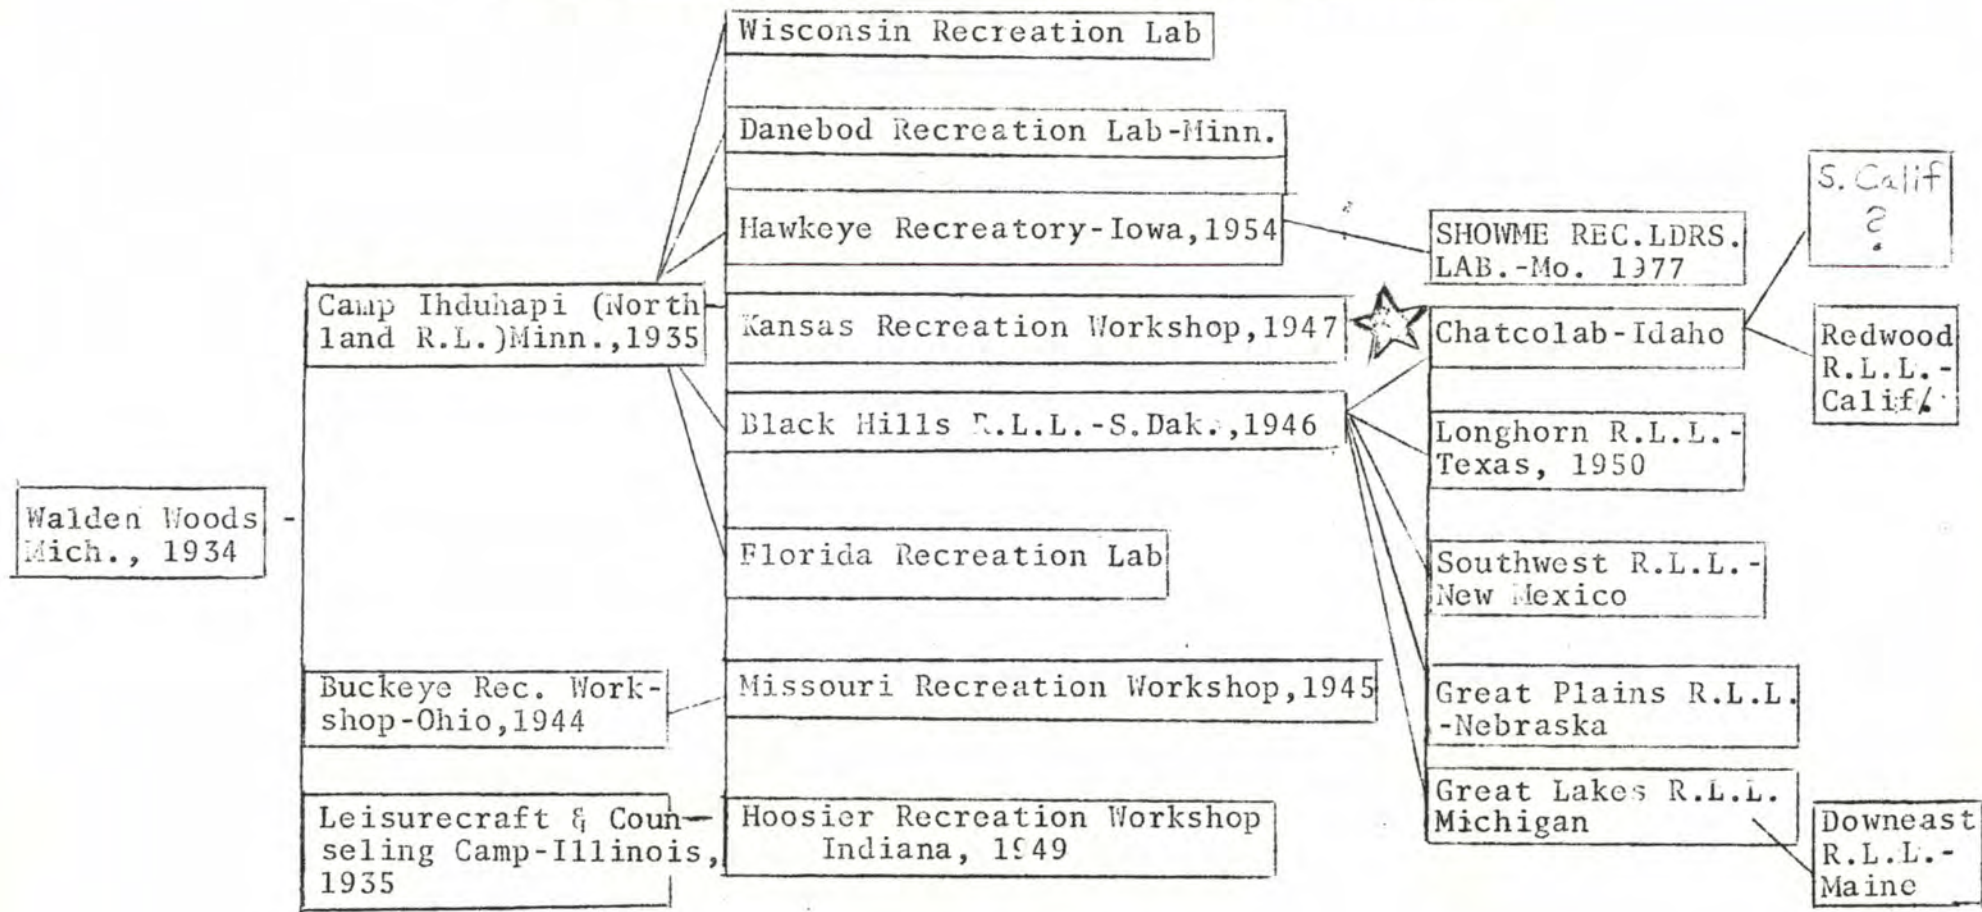 Wisconsin Recreation Lab
Danebod Recreation Lab-Minn.
Hawkeye Recreatory-Iowa,1954
Camp Ihduhapi (North
land R.L.)Minn.,1935
Kansas Recreation Workshop,1947
Black Hills R.L.L.-S.Dak.,1946
Walden Woods -
Mich., 1934
Florida Recreation Lab
Buckeye Rec. Work-
shop-Ohio,1944
Missouri Recreation Workshop,1945
Leisurecraft & Coun-
seling Camp-Illinois,
1935
Hoosier Recreation Workshop
Indiana, 1949
SHOWME REC.LDRS.
LAB.-Mo. 1977
Chatcolab-Idaho
Longhorn R.L.L.-
Texas, 1950
Southwest R.L.L.-
New Mexico
Great Plains R.L.L.
-Nebraska
Great Lakes R.L.L.
Michigan
S. Calif
?
Redwood
R.L.L.-
Calif.
Downeast
R.L.L.-
Maine